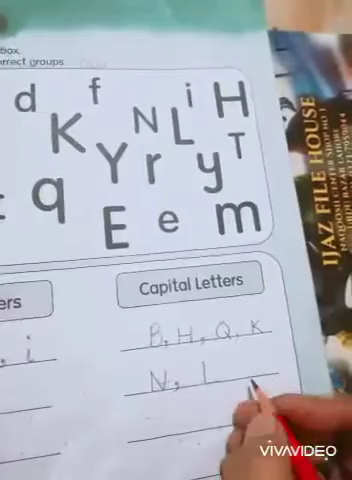 box.
rrect groups.
d f N i H
K L T
Y r y
q E e m
ers
Capital Letters
, i
B, H, Q, K
N, L
IJAZ FILE HOUSE
VIVAVIDEO